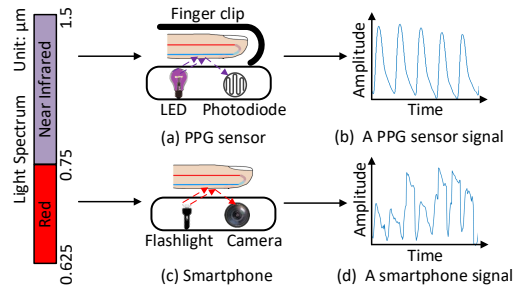 Unit: μm
Light Spectrum
1.5
Near Infrared
0.75
Red
0.625
Finger clip
LED
Photodiode
(a) PPG sensor
Amplitude
Time
(b) A PPG sensor signal
Flashlight
Camera
(c) Smartphone
Amplitude
Time
(d) A smartphone signal